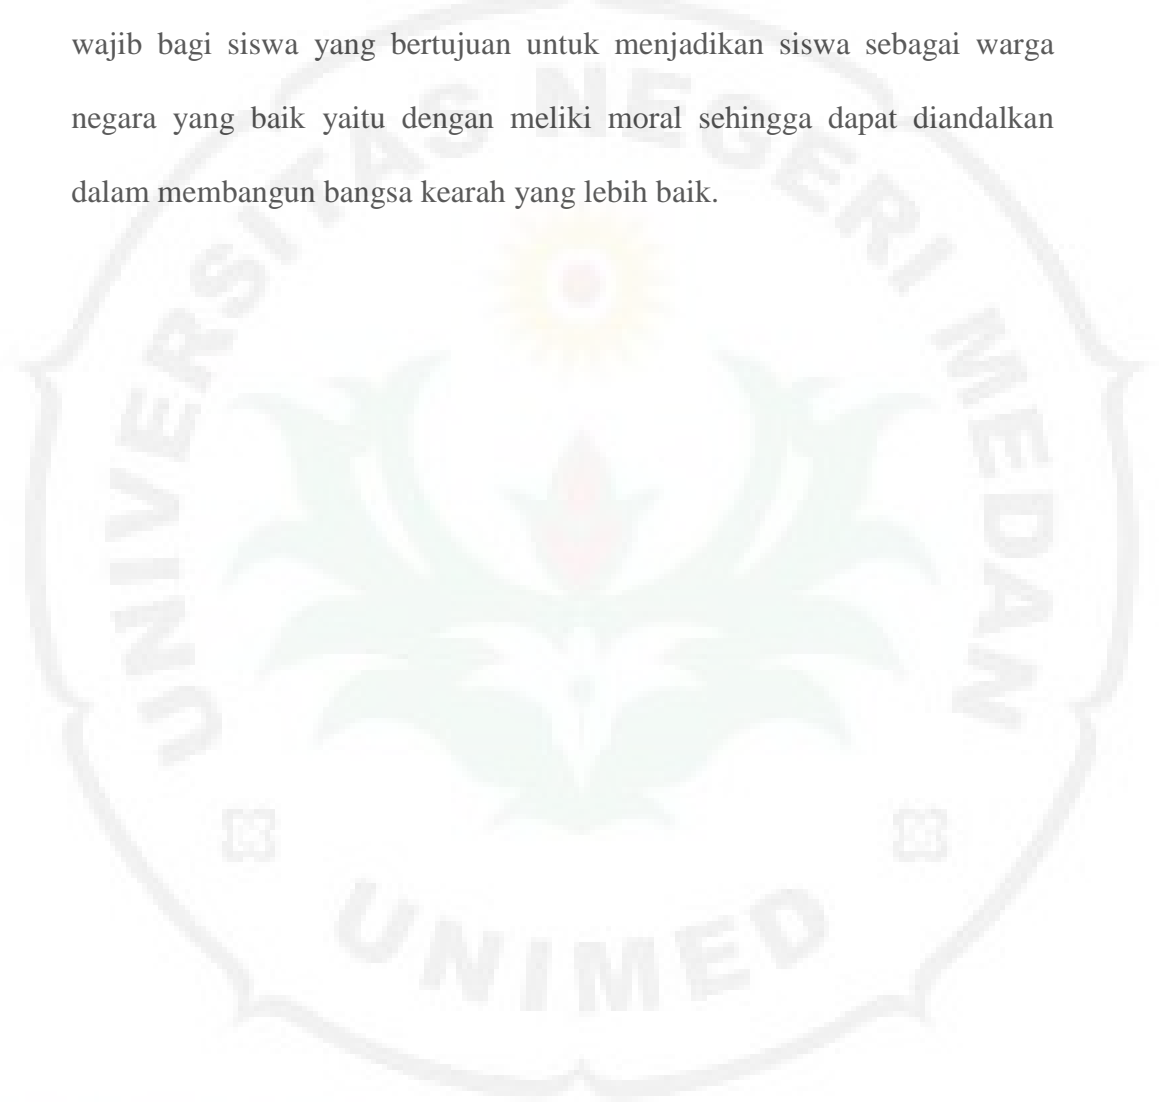 wajib bagi siswa yang bertujuan untuk menjadikan siswa sebagai warga
negara yang baik yaitu dengan meliki moral sehingga dapat diandalkan
dalam membangun bangsa kearah yang lebih baik.
UNIVERSITAS NEGERI MEDAN
UNIMED